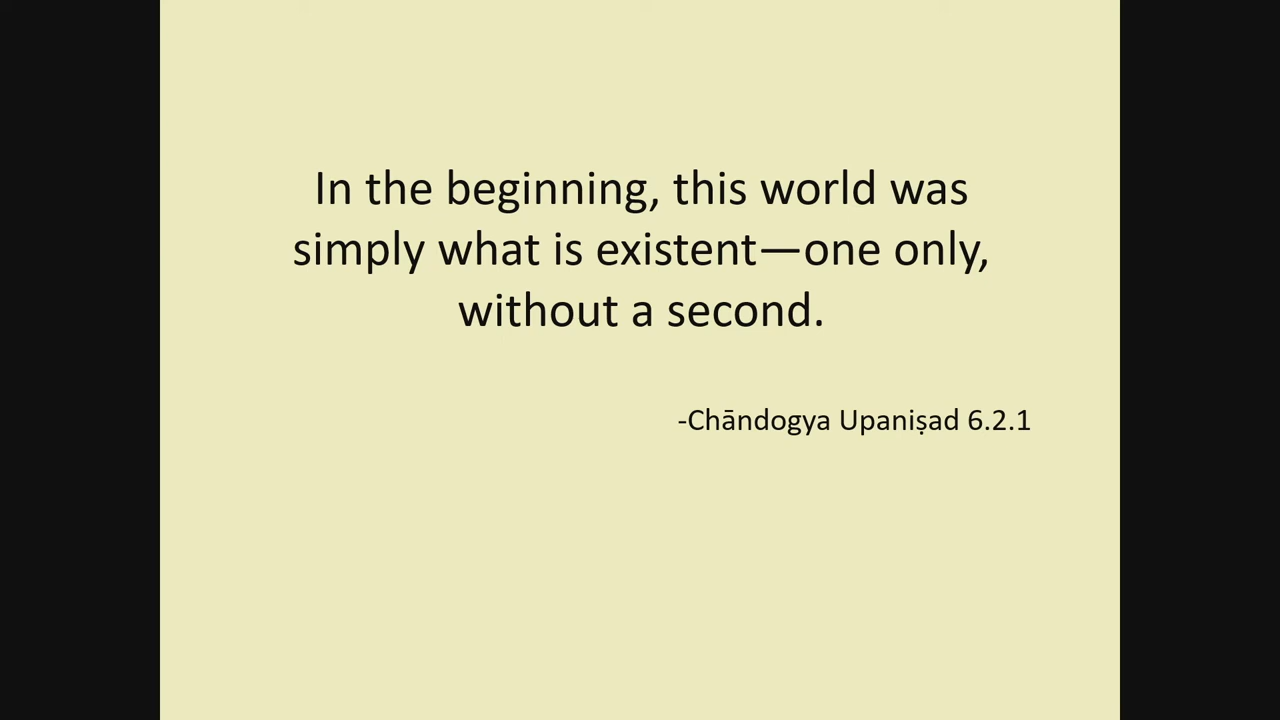 In the beginning, this world was
simply what is existent—one only,
without a second.
-Chāndogya Upaniṣad 6.2.1